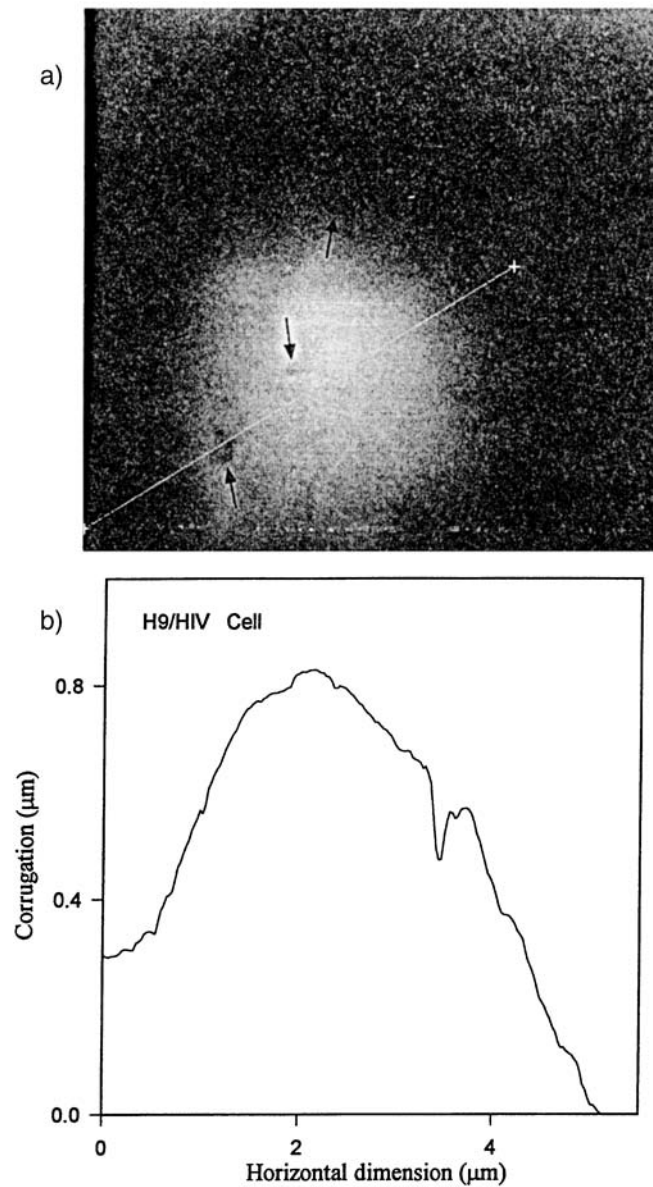 a)
b)
H9/HIV Cell
0.8
0.4
0.0
Corrugation (μm)
0
2
4
Horizontal dimension (μm)